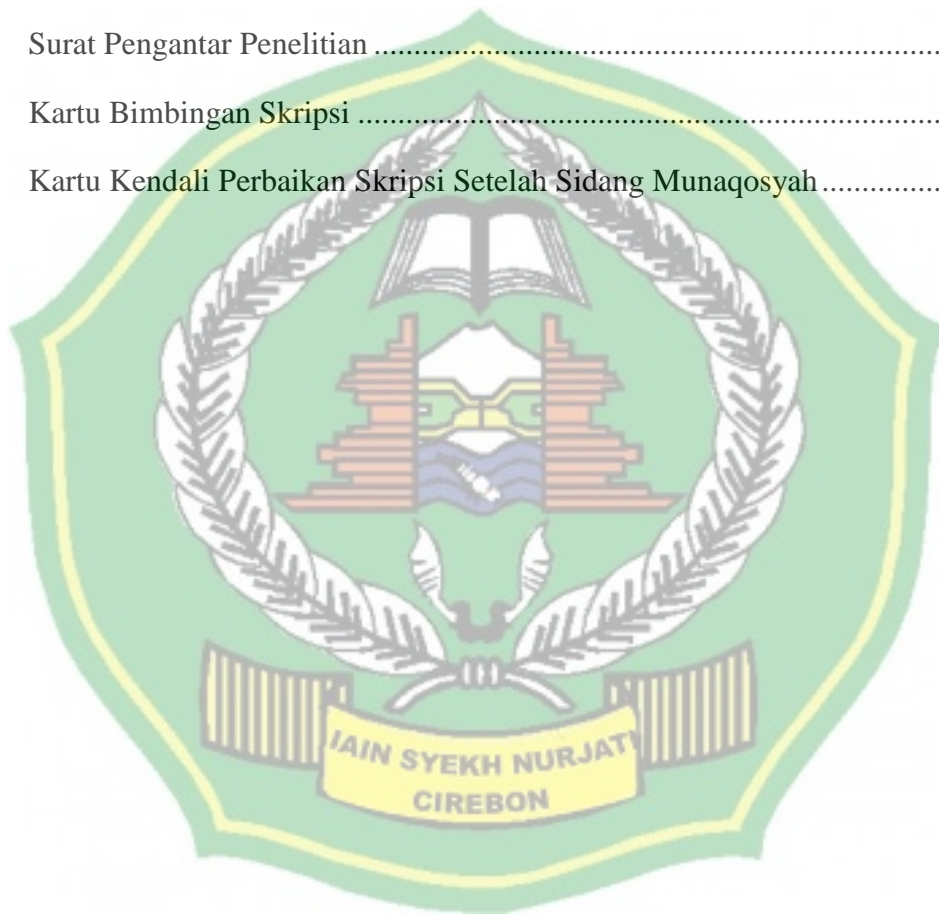 Surat Pengantar Penelitian ........................................................................
Kartu Bimbingan Skripsi ..........................................................................
Kartu Kendali Perbaikan Skripsi Setelah Sidang Munaqosyah ...............
IAIN SYEKH NURJATI
CIREBON